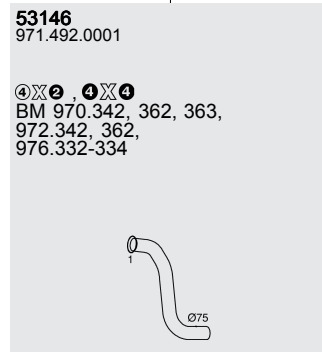 53146
971.492.0001
④X❷ , ❹X❹
BM 970.342, 362, 363,
972.342, 362,
976.332-334
1
Ø75